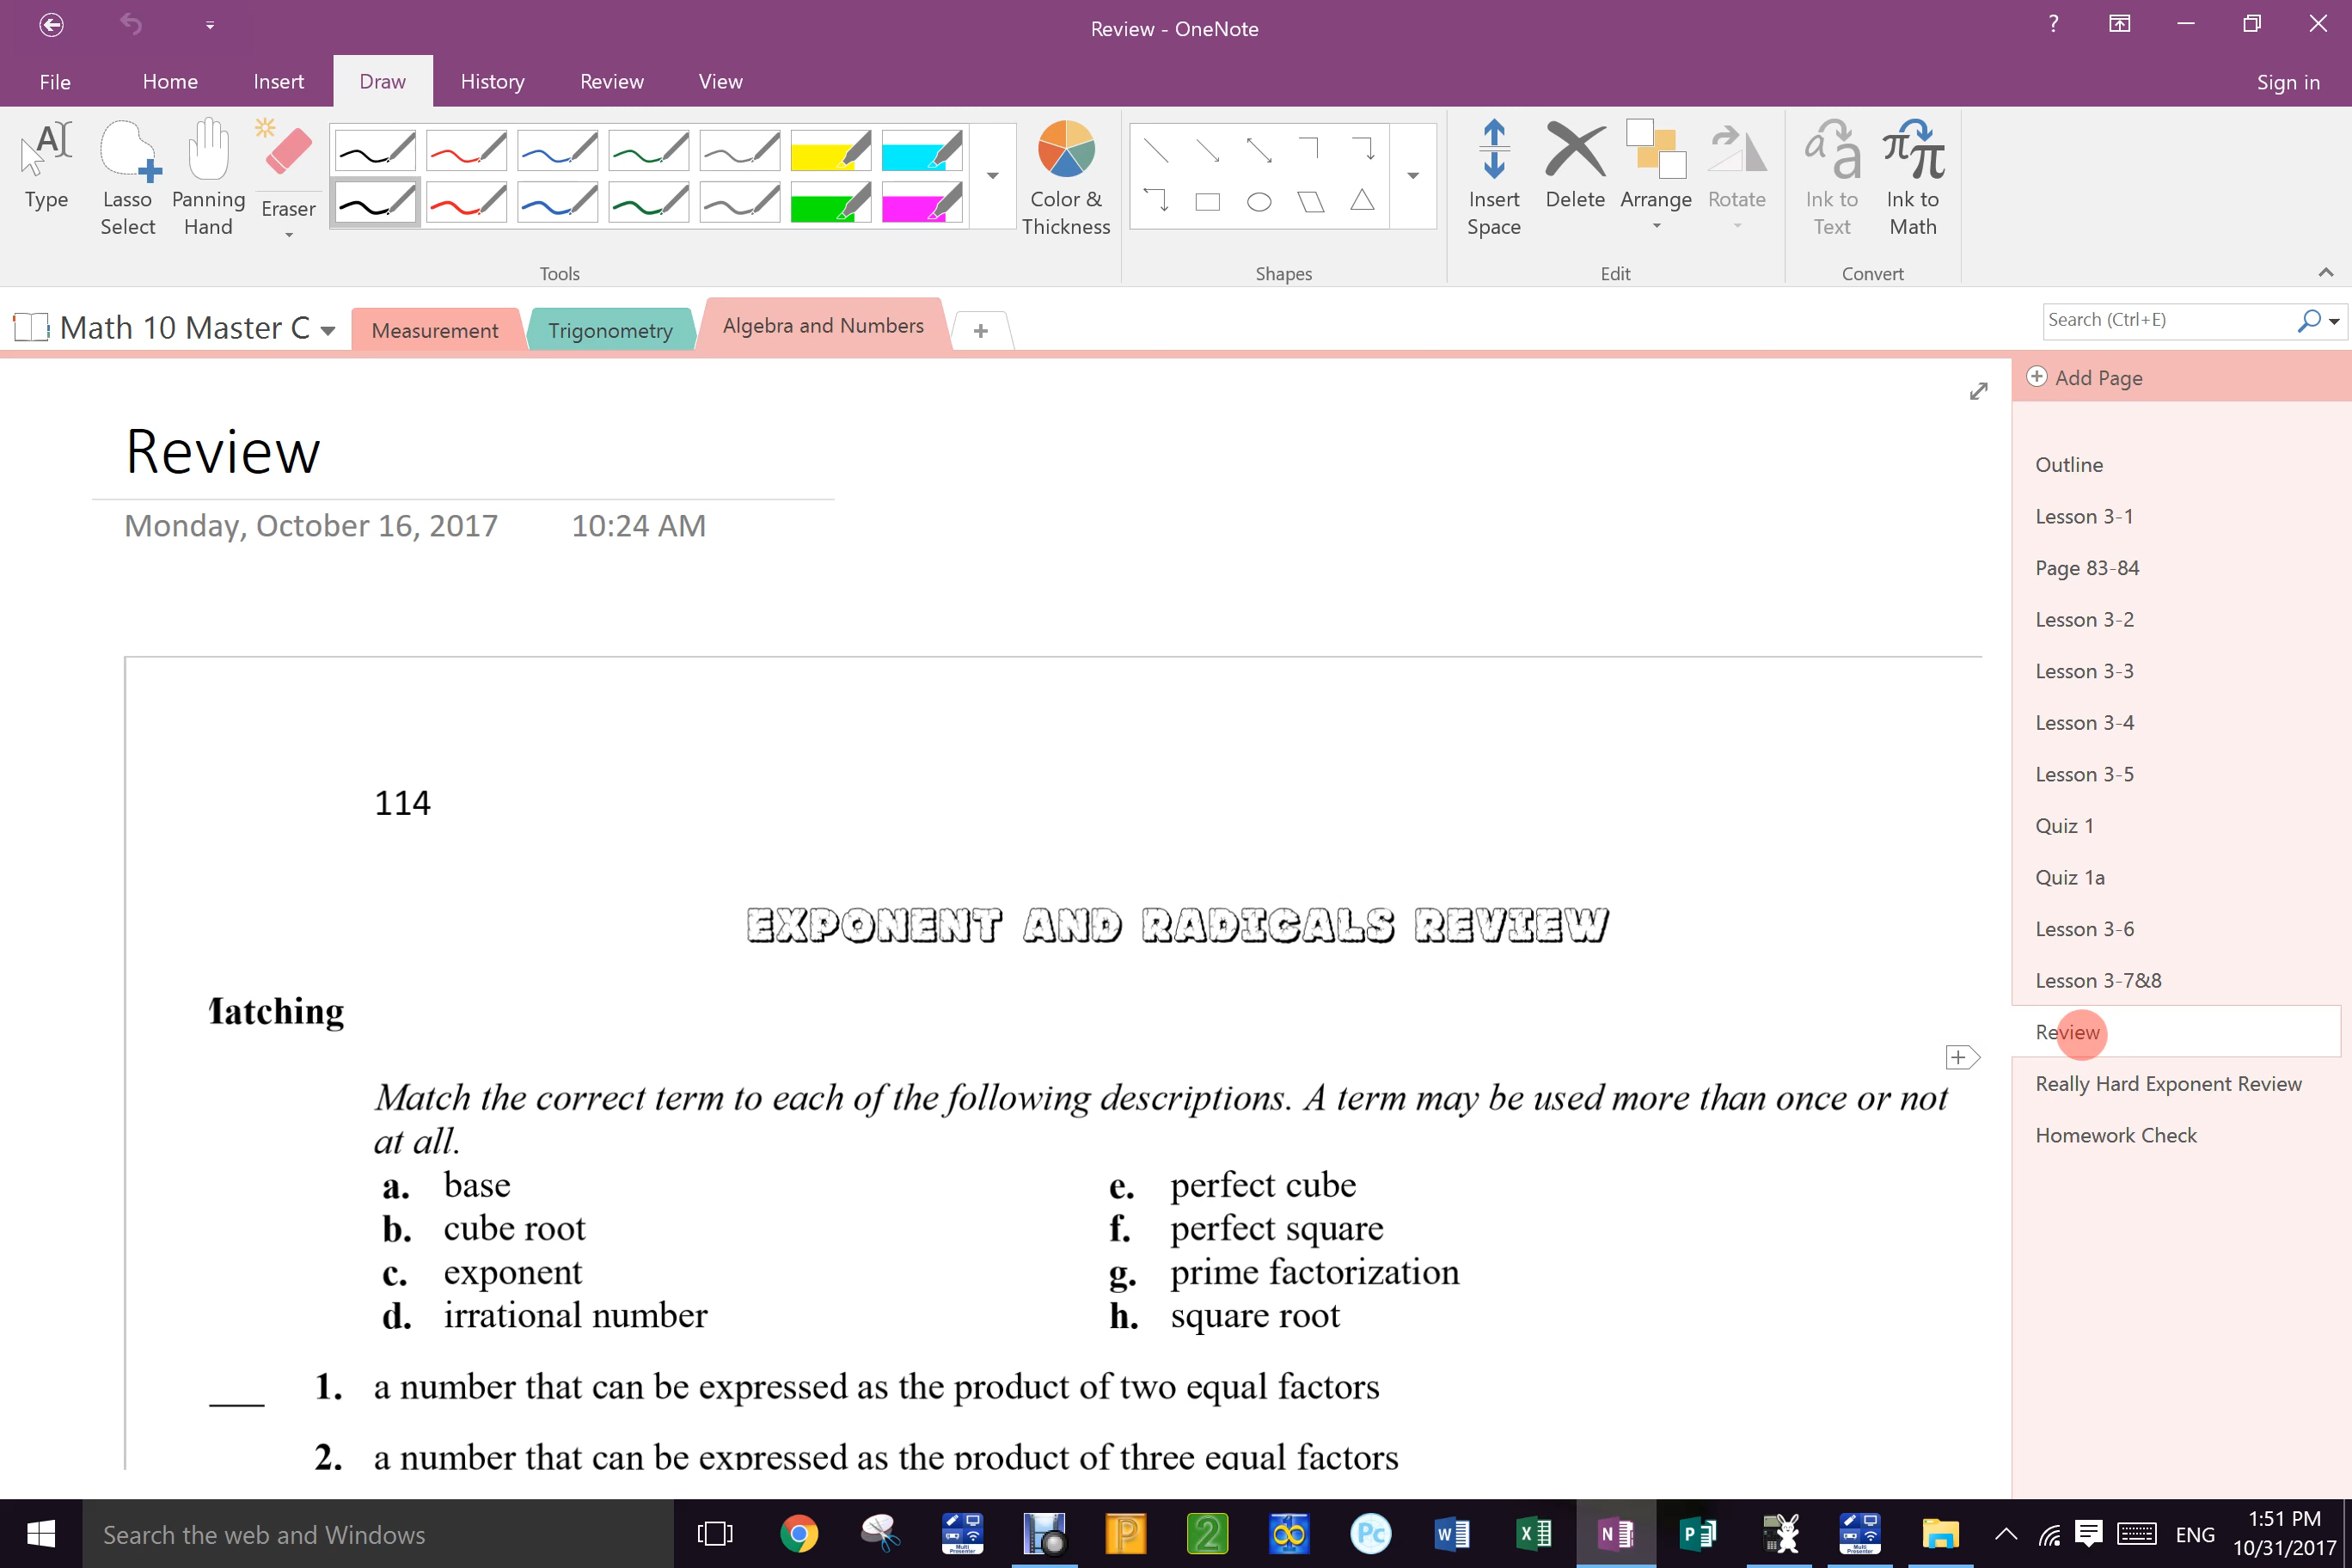 Review - OneNote
?
File Home Insert Draw History Review View Sign in
Type
Lasso Select
Panning Hand
Eraser
Color & Thickness
Insert Space
Delete
Arrange
Rotate
Ink to Text
Ink to Math
Tools Shapes Edit Convert
Math 10 Master C Measurement Trigonometry Algebra and Numbers + Search (Ctrl+E)
Add Page
Review
Monday, October 16, 2017 10:24 AM
Outline
Lesson 3-1
Page 83-84
Lesson 3-2
Lesson 3-3
Lesson 3-4
Lesson 3-5
Quiz 1
Quiz 1a
Lesson 3-6
Lesson 3-7&8
Review
Really Hard Exponent Review
Homework Check
114
EXPONENT AND RADICALS REVIEW
Matching
Match the correct term to each of the following descriptions. A term may be used more than once or not
at all.
a. base e. perfect cube
b. cube root f. perfect square
c. exponent g. prime factorization
d. irrational number h. square root
___ 1. a number that can be expressed as the product of two equal factors
2. a number that can be expressed as the product of three equal factors
Search the web and Windows
ENG
1:51 PM
10/31/2017